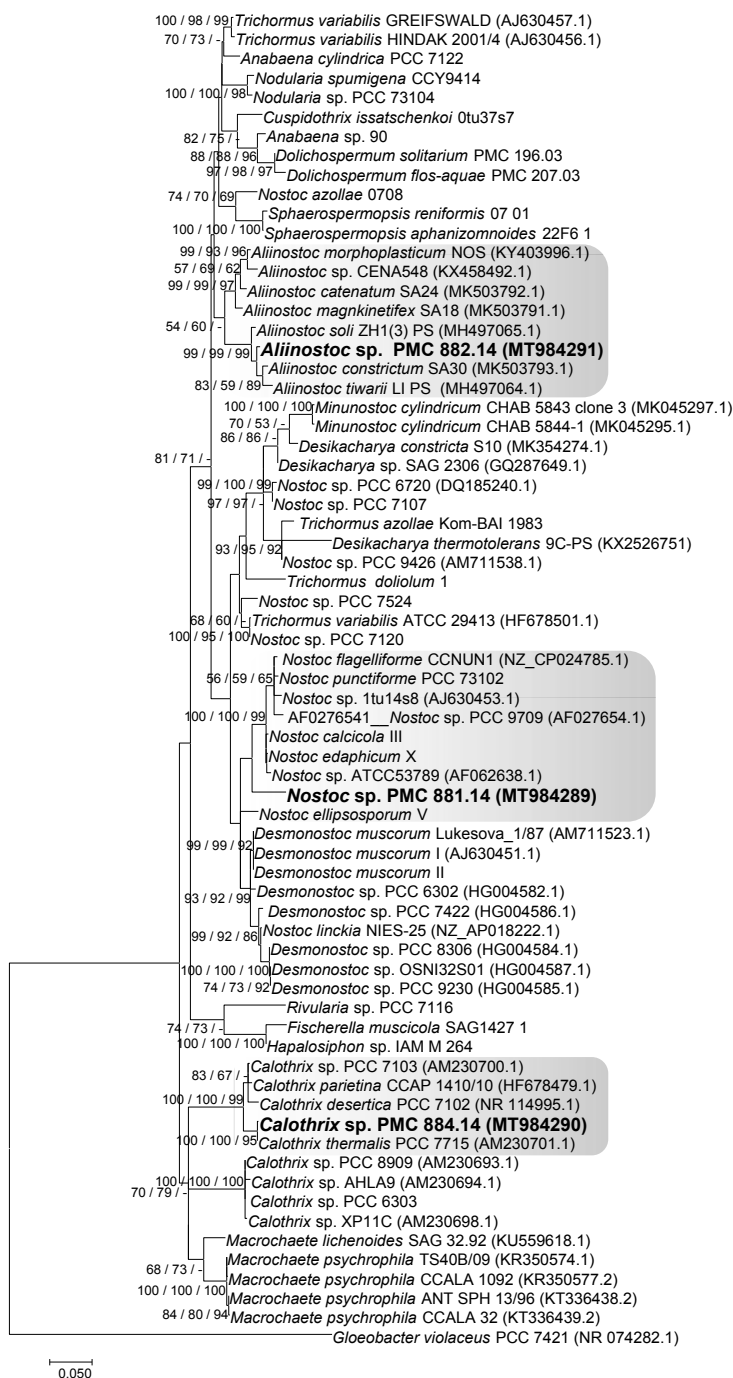 100 / 98 / 99 Trichormus variabilis GREIFSWALD (AJ630457.1)
70 / 73 / - Trichormus variabilis HINDAK 2001/4 (AJ630456.1)
Anabaena cylindrica PCC 7122
Nodularia spumigena CCY9414
100 / 100 / 98 Nodularia sp. PCC 73104
Cuspidothrix issatschenkoi 0tu37s7
82 / 75 / - Anabaena sp. 90
88 / 88 / 96 Dolichospermum solitarium PMC 196.03
97 / 98 / 97 Dolichospermum flos-aquae PMC 207.03
74 / 70 / 69 Nostoc azollae 0708
Sphaerospermopsis reniformis 07 01
100 / 100 / 100 Sphaerospermopsis aphanizomnoides 22F6 1
99 / 93 / 96 Aliinostoc morphoplasticum NOS (KY403996.1)
57 / 69 / 62 Aliinostoc sp. CENA548 (KX458492.1)
99 / 99 / 97 Aliinostoc catenatum SA24 (MK503792.1)
Aliinostoc magnkinetifex SA18 (MK503791.1)
54 / 60 / - Aliinostoc soli ZH1(3) PS (MH497065.1)
99 / 99 / 99 Aliinostoc sp. PMC 882.14 (MT984291)
Aliinostoc constrictum SA30 (MK503793.1)
83 / 59 / 89 Aliinostoc tiwarii LI PS (MH497064.1)
100 / 100 / 100 Minunostoc cylindricum CHAB 5843 clone 3 (MK045297.1)
70 / 53 / - Minunostoc cylindricum CHAB 5844-1 (MK045295.1)
86 / 86 / - Desikacharya constricta S10 (MK354274.1)
81 / 71 / - Desikacharya sp. SAG 2306 (GQ287649.1)
99 / 100 / 99 Nostoc sp. PCC 6720 (DQ185240.1)
97 / 97 / - Nostoc sp. PCC 7107
Trichormus azollae Kom-BAI 1983
93 / 95 / 92 Desikacharya thermotolerans 9C-PS (KX2526751)
Nostoc sp. PCC 9426 (AM711538.1)
Trichormus doliolum 1
Nostoc sp. PCC 7524
68 / 60 / - Trichormus variabilis ATCC 29413 (HF678501.1)
100 / 95 / 100 Nostoc sp. PCC 7120
Nostoc flagelliforme CCNUN1 (NZ_CP024785.1)
56 / 59 / 65 Nostoc punctiforme PCC 73102
Nostoc sp. 1tu14s8 (AJ630453.1)
100 / 100 / 99 AF0276541__Nostoc sp. PCC 9709 (AF027654.1)
Nostoc calcicola III
Nostoc edaphicum X
Nostoc sp. ATCC53789 (AF062638.1)
Nostoc sp. PMC 881.14 (MT984289)
Nostoc ellipsosporum V
99 / 99 / 92 Desmonostoc muscorum Lukesova_1/87 (AM711523.1)
Desmonostoc muscorum I (AJ630451.1)
Desmonostoc muscorum II
93 / 92 / 99 Desmonostoc sp. PCC 6302 (HG004582.1)
Desmonostoc sp. PCC 7422 (HG004586.1)
99 / 92 / 86 Nostoc linckia NIES-25 (NZ_AP018222.1)
Desmonostoc sp. PCC 8306 (HG004584.1)
100 / 100 / 100 Desmonostoc sp. OSNI32S01 (HG004587.1)
74 / 73 / 92 Desmonostoc sp. PCC 9230 (HG004585.1)
Rivularia sp. PCC 7116
74 / 73 / - Fischerella muscicola SAG1427 1
100 / 100 / 100 Hapalosiphon sp. IAM M 264
Calothrix sp. PCC 7103 (AM230700.1)
83 / 67 / - Calothrix parietina CCAP 1410/10 (HF678479.1)
100 / 100 / 99 Calothrix desertica PCC 7102 (NR 114995.1)
Calothrix sp. PMC 884.14 (MT984290)
100 / 100 / 95 Calothrix thermalis PCC 7715 (AM230701.1)
Calothrix sp. PCC 8909 (AM230693.1)
100 / 100 / 100 Calothrix sp. AHLA9 (AM230694.1)
70 / 79 / - Calothrix sp. PCC 6303
Calothrix sp. XP11C (AM230698.1)
Macrochaete lichenoides SAG 32.92 (KU559618.1)
68 / 73 / - Macrochaete psychrophila TS40B/09 (KR350574.1)
Macrochaete psychrophila CCALA 1092 (KR350577.2)
100 / 100 / 100 Macrochaete psychrophila ANT SPH 13/96 (KT336438.2)
84 / 80 / 94 Macrochaete psychrophila CCALA 32 (KT336439.2)
Gloeobacter violaceus PCC 7421 (NR 074282.1)
0.050